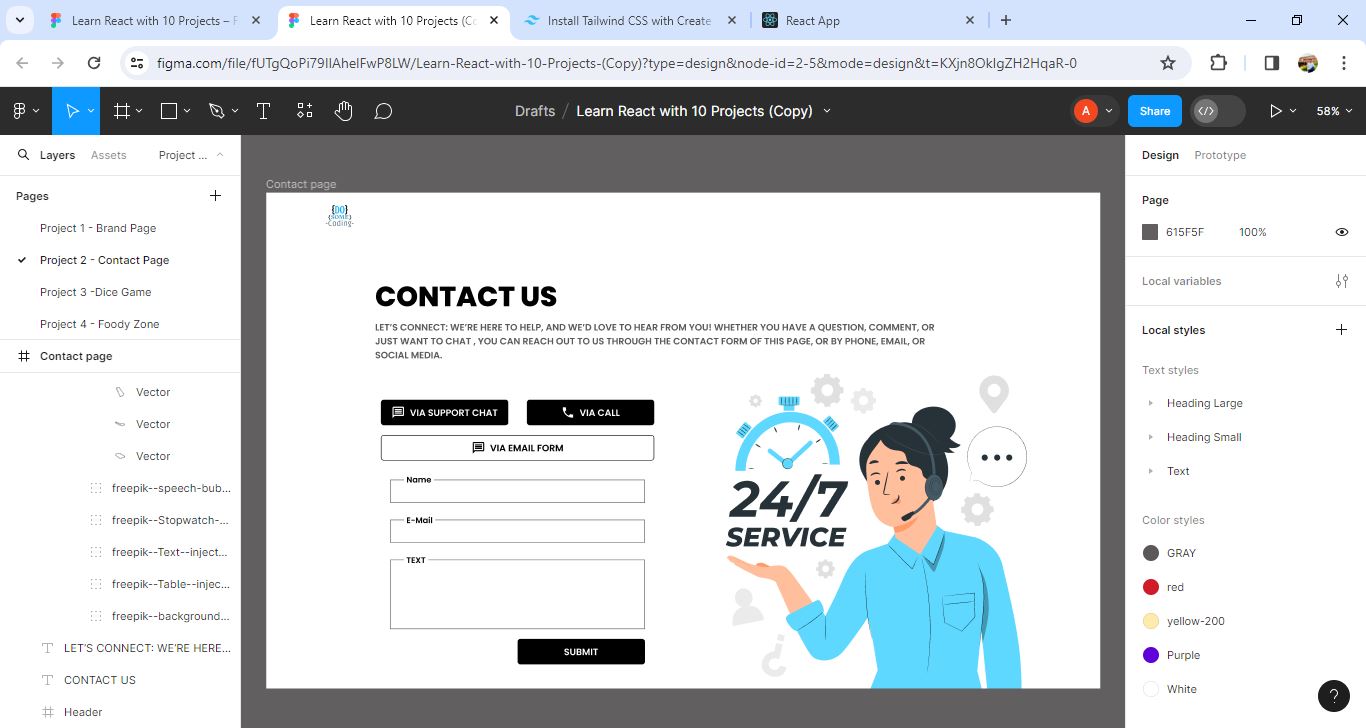 Learn React with 10 Projects – F
Learn React with 10 Projects (Co
Install Tailwind CSS with Create
React App
figma.com/file/fUTgQoPi79IIAhelFwP8LW/Learn-React-with-10-Projects-(Copy)?type=design&node-id=2-5&mode=design&t=KXjn8OkIgZH2HqaR-0
Drafts / Learn React with 10 Projects (Copy)
A
Share
58%
Layers
Assets
Project ...
Pages
Project 1 - Brand Page
Project 2 - Contact Page
Project 3 -Dice Game
Project 4 - Foody Zone
Contact page
Vector
Vector
Vector
freepik--speech-bub...
freepik--Stopwatch-...
freepik--Text--inject...
freepik--Table--injec...
freepik--background...
LET'S CONNECT: WE'RE HERE...
CONTACT US
Header
Contact page
{DO}
{SOME}
-Coding-
CONTACT US
LET'S CONNECT: WE'RE HERE TO HELP, AND WE'D LOVE TO HEAR FROM YOU! WHETHER YOU HAVE A QUESTION, COMMENT, OR
JUST WANT TO CHAT , YOU CAN REACH OUT TO US THROUGH THE CONTACT FORM OF THIS PAGE, OR BY PHONE, EMAIL, OR
SOCIAL MEDIA.
VIA SUPPORT CHAT
VIA CALL
VIA EMAIL FORM
Name
E-Mail
TEXT
SUBMIT
24/7
SERVICE
Design
Prototype
Page
615F5F
100%
Local variables
Local styles
Text styles
Heading Large
Heading Small
Text
Color styles
GRAY
red
yellow-200
Purple
White
?